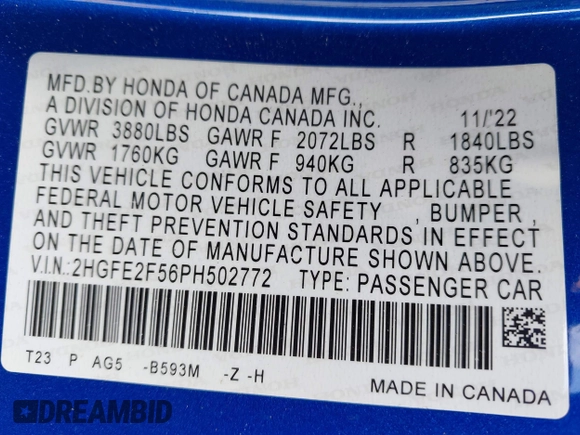 MFD.BY HONDA OF CANADA MFG.,
A DIVISION OF HONDA CANADA INC. 11/'22
GVWR 3880LBS GAWR F 2072LBS R 1840LBS
GVWR 1760KG GAWR F 940KG R 835KG
THIS VEHICLE CONFORMS TO ALL APPLICABLE
FEDERAL MOTOR VEHICLE SAFETY , BUMPER ,
AND THEFT PREVENTION STANDARDS IN EFFECT
ON THE DATE OF MANUFACTURE SHOWN ABOVE.
V.I.N.:2HGFE2F56PH502772 TYPE: PASSENGER CAR
T23 P AG5 -B593M -Z -H
MADE IN CANADA
DREAMBID